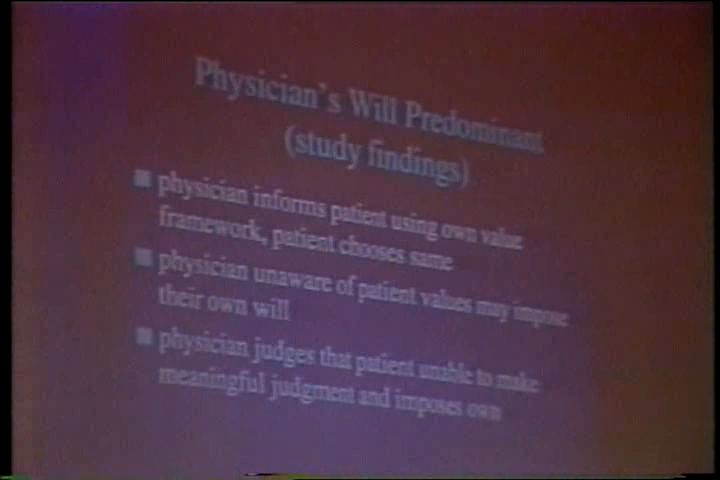 Physician's Will Predominant
(study findings)
■ physician informs patient using own value
framework, patient chooses same
■ physician unaware of patient values may impose
their own will
■ physician judges that patient unable to make
meaningful judgment and imposes own